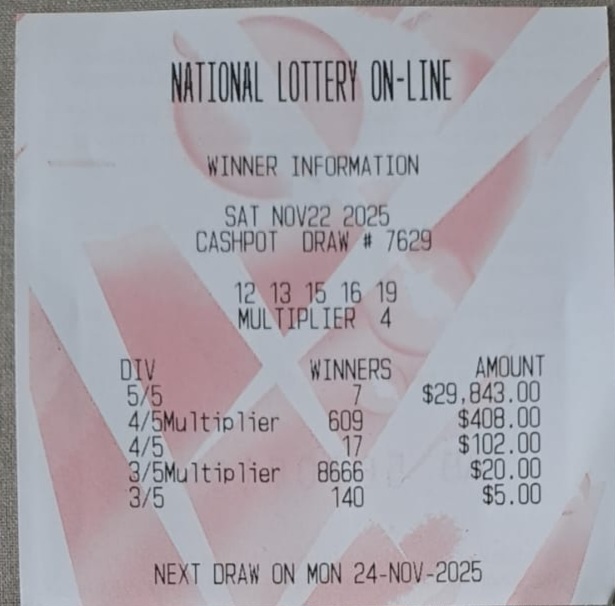 NATIONAL LOTTERY ON-LINE
WINNER INFORMATION
SAT NOV22 2025
CASHPOT DRAW # 7629
12 13 15 16 19
MULTIPLIER 4
DIV WINNERS AMOUNT
5/5 7 $29,843.00
4/5Multiplier 609 $408.00
4/5 17 $102.00
3/5Multiplier 8666 $20.00
3/5 140 $5.00
NEXT DRAW ON MON 24-NOV-2025